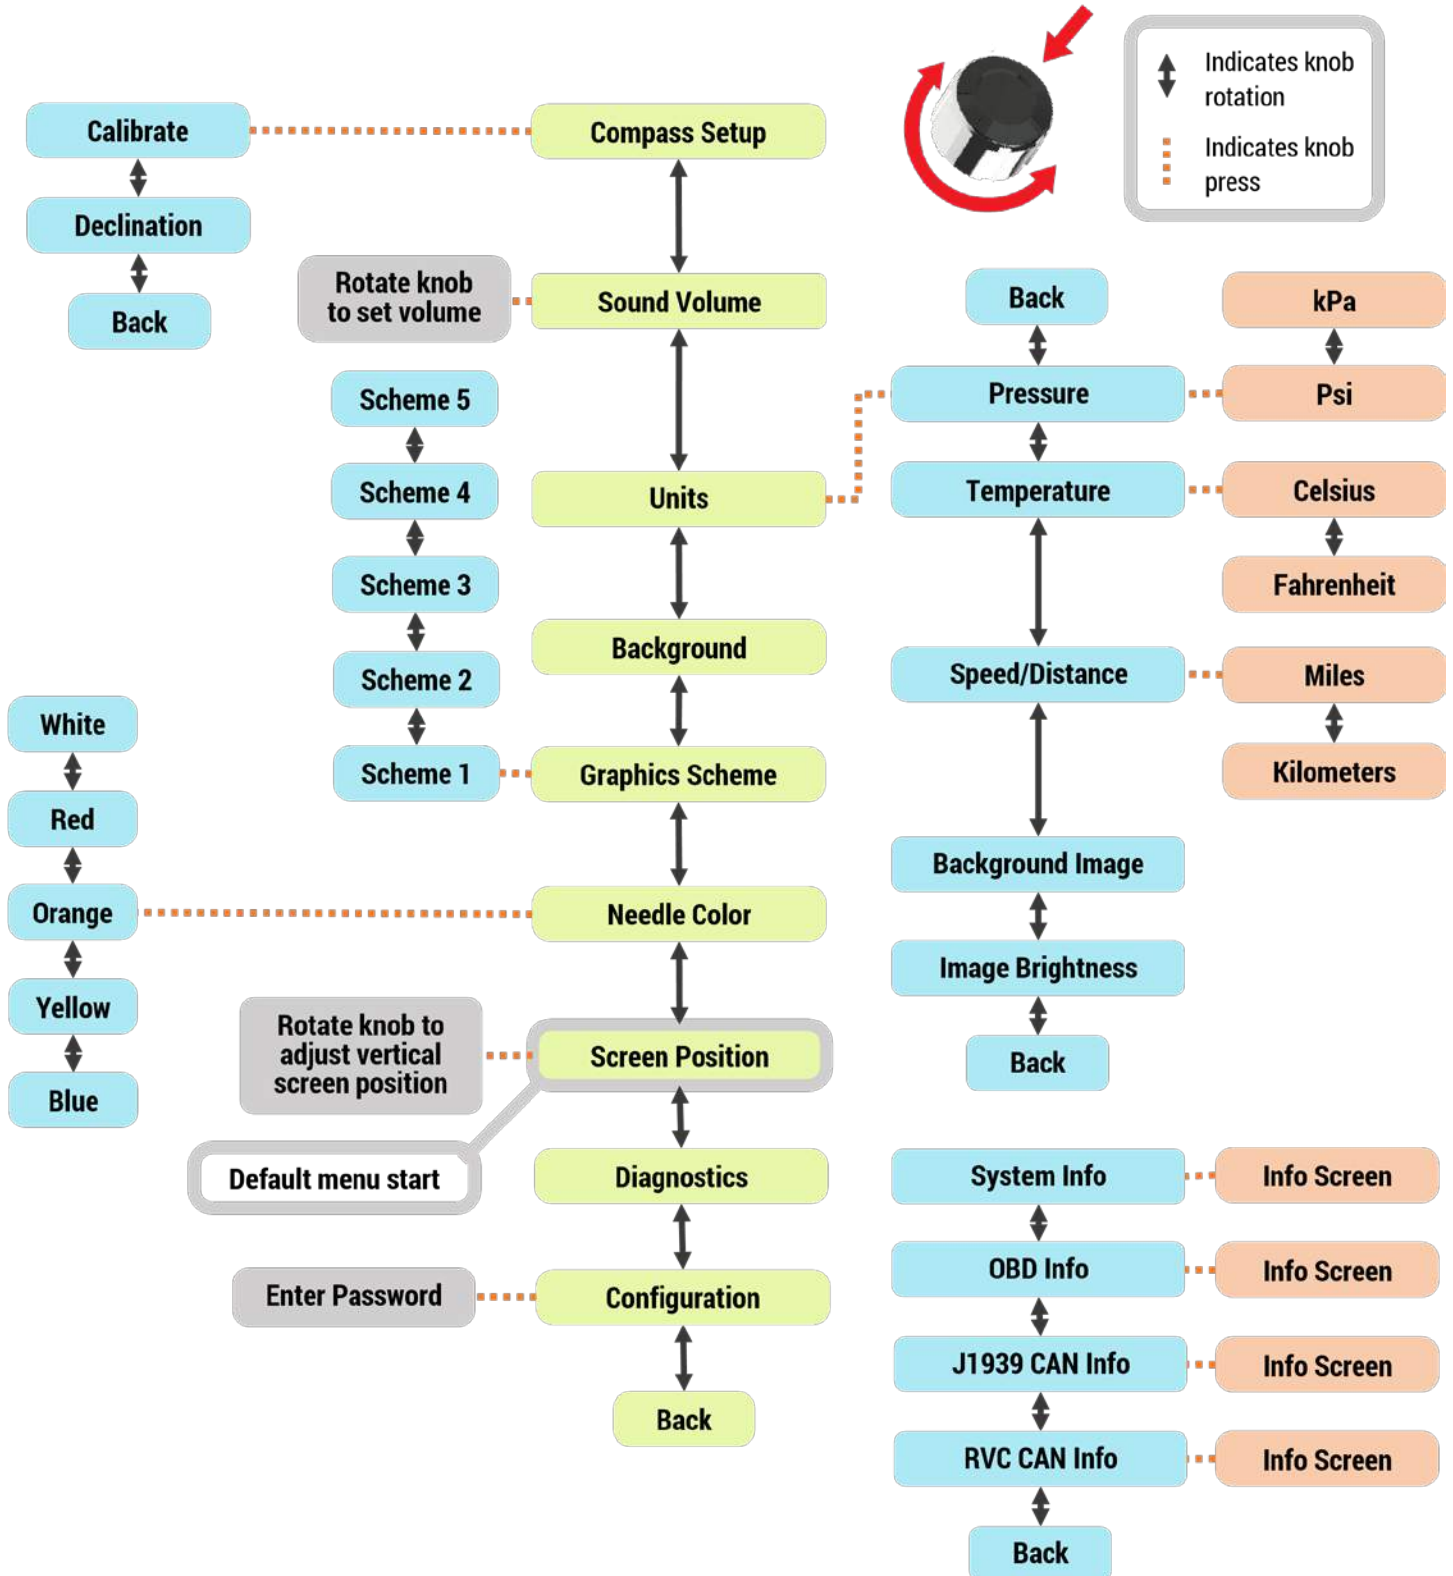 Indicates knob
rotation
Indicates knob
press
Calibrate
Declination
Back
Compass Setup
Rotate knob
to set volume
Sound Volume
Units
Background
Scheme 5
Scheme 4
Scheme 3
Scheme 2
Scheme 1
Graphics Scheme
White
Red
Orange
Yellow
Blue
Needle Color
Rotate knob to
adjust vertical
screen position
Screen Position
Default menu start
Diagnostics
Enter Password
Configuration
Back
Back
Pressure
Temperature
Speed/Distance
Background Image
Image Brightness
Back
kPa
Psi
Celsius
Fahrenheit
Miles
Kilometers
System Info
Info Screen
OBD Info
Info Screen
J1939 CAN Info
Info Screen
RVC CAN Info
Info Screen
Back